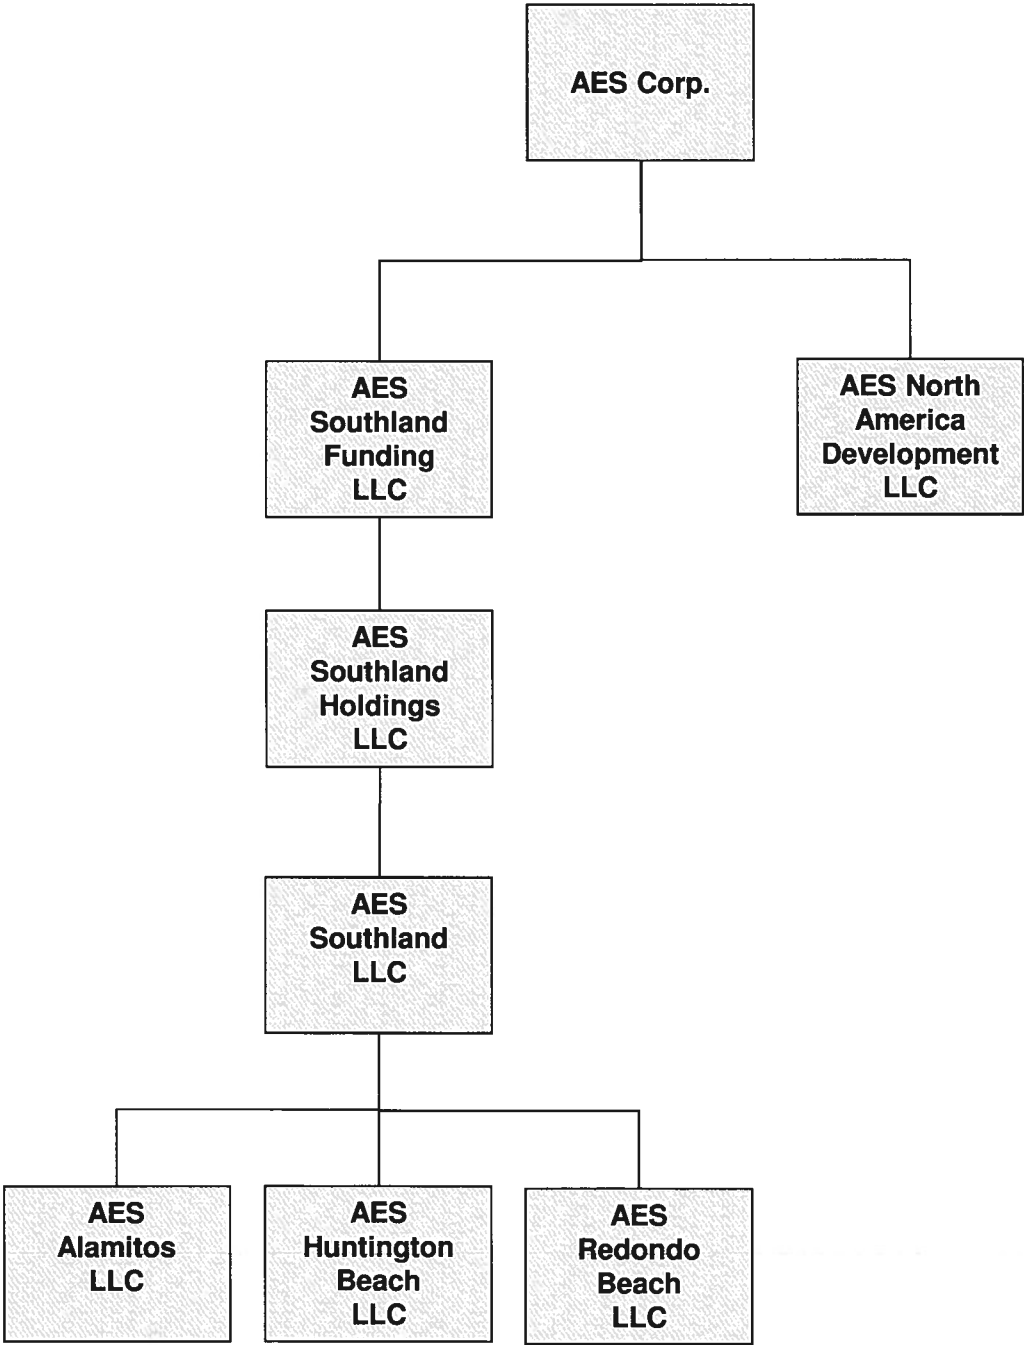 AES Corp.
AES
Southland
Funding
LLC
AES North
America
Development
LLC
AES
Southland
Holdings
LLC
AES
Southland
LLC
AES
Alamitos
LLC
AES
Huntington
Beach
LLC
AES
Redondo
Beach
LLC